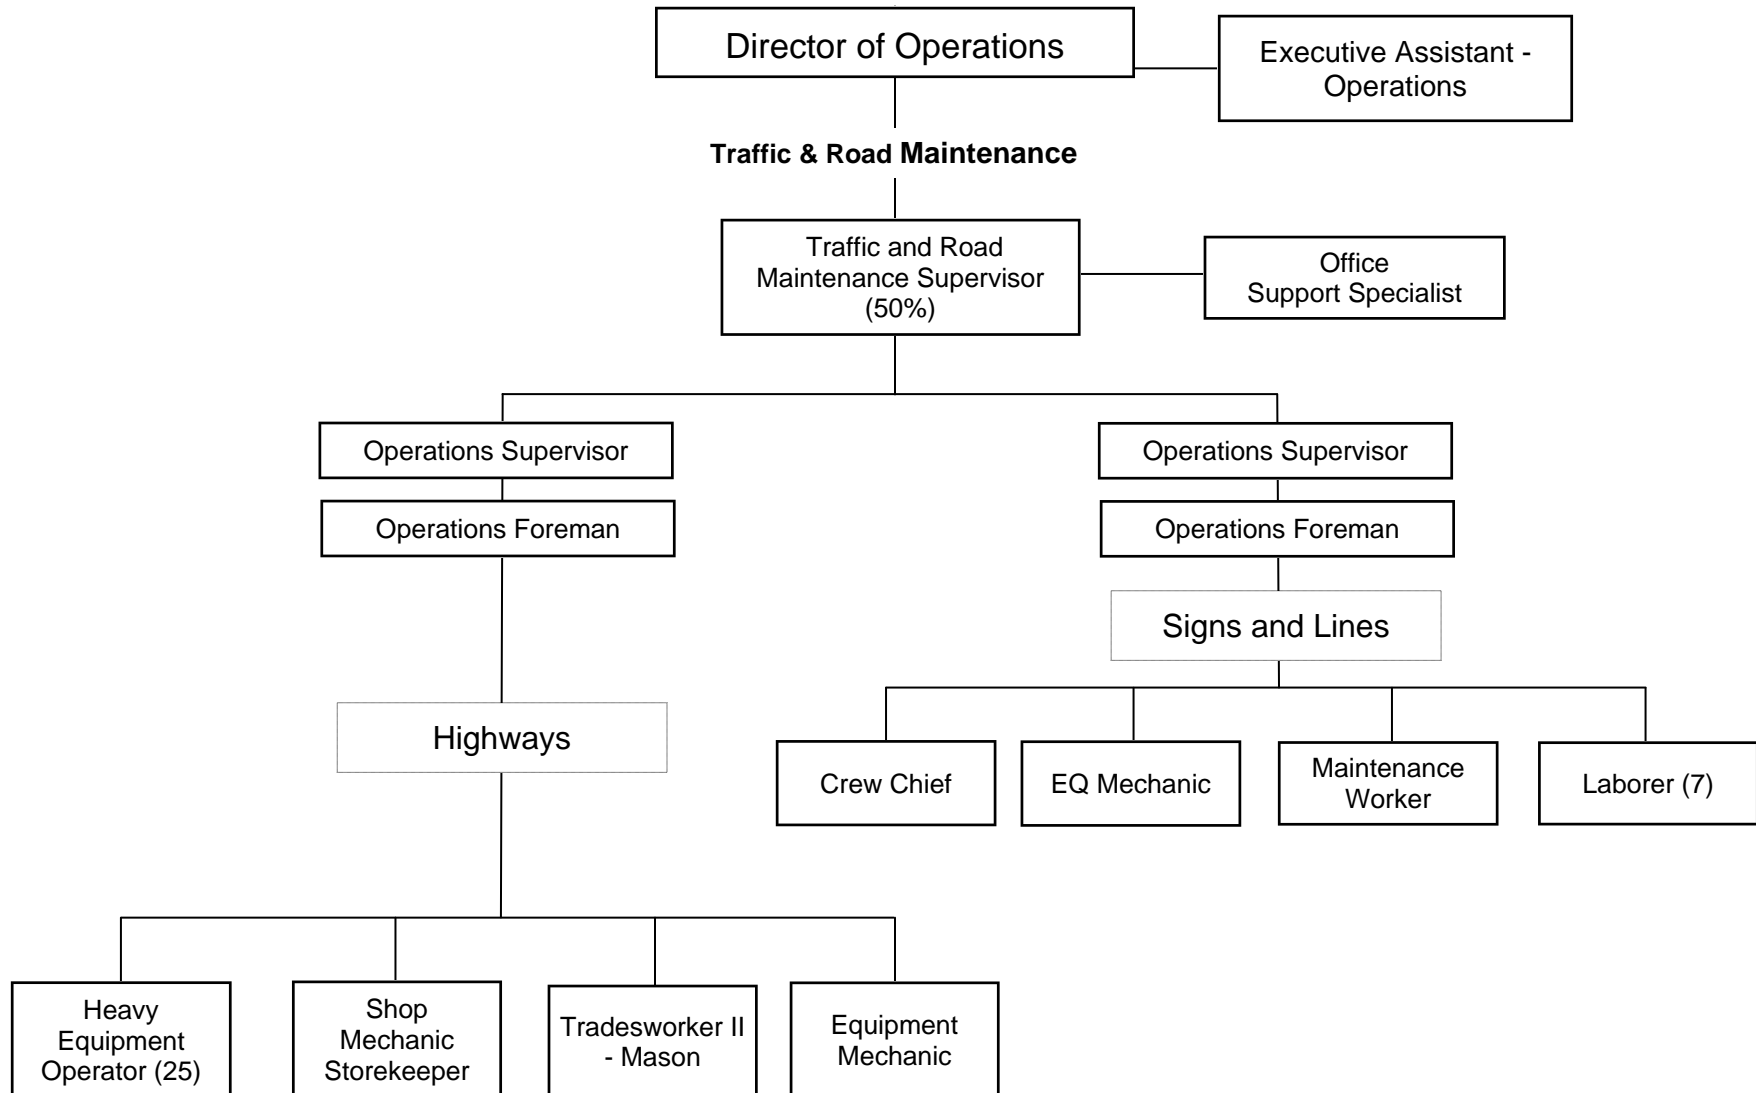 Director of Operations
Executive Assistant -
Operations
Traffic & Road Maintenance
Traffic and Road
Maintenance Supervisor
(50%)
Office
Support Specialist
Operations Supervisor
Operations Supervisor
Operations Foreman
Operations Foreman
Signs and Lines
Highways
Crew Chief
EQ Mechanic
Maintenance
Worker
Laborer (7)
Heavy
Equipment
Operator (25)
Shop
Mechanic
Storekeeper
Tradesworker II
- Mason
Equipment
Mechanic